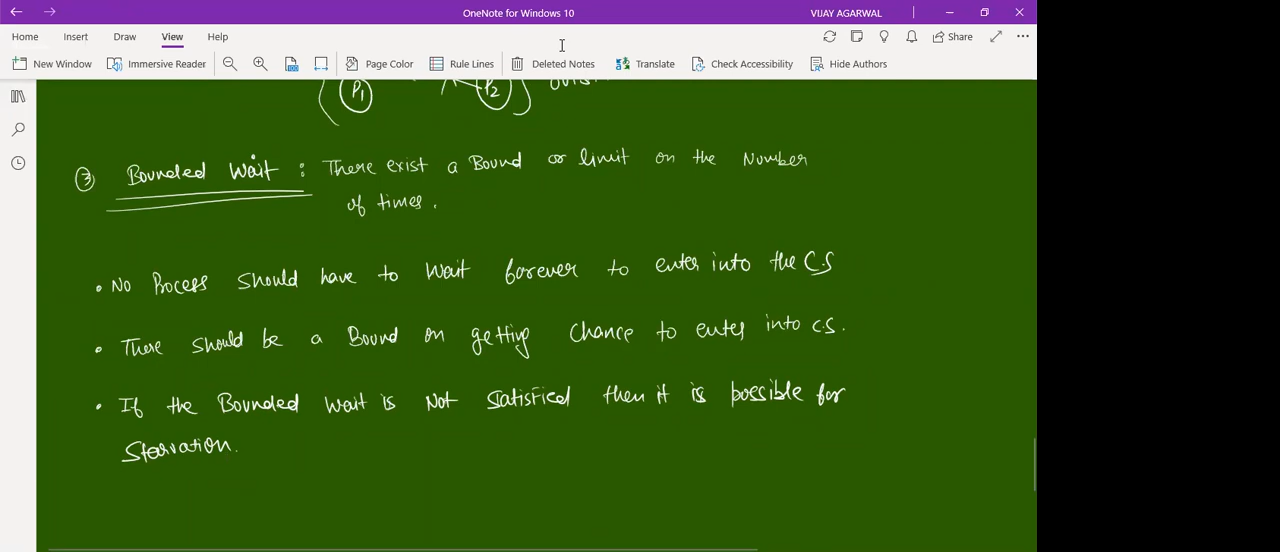 OneNote for Windows 10
VIJAY AGARWAL
Home Insert Draw View Help
Share
New Window Immersive Reader Page Color Rule Lines Deleted Notes Translate Check Accessibility Hide Authors
P1 P2
③ Bounded Wait : There exist a Bound or limit on the Number
of times.
• No Process should have to wait forever to enter into the C.S
• There should be a Bound on getting chance to enter into C.S.
• If the Bounded wait is Not satisfied then it is possible for
Starvation.